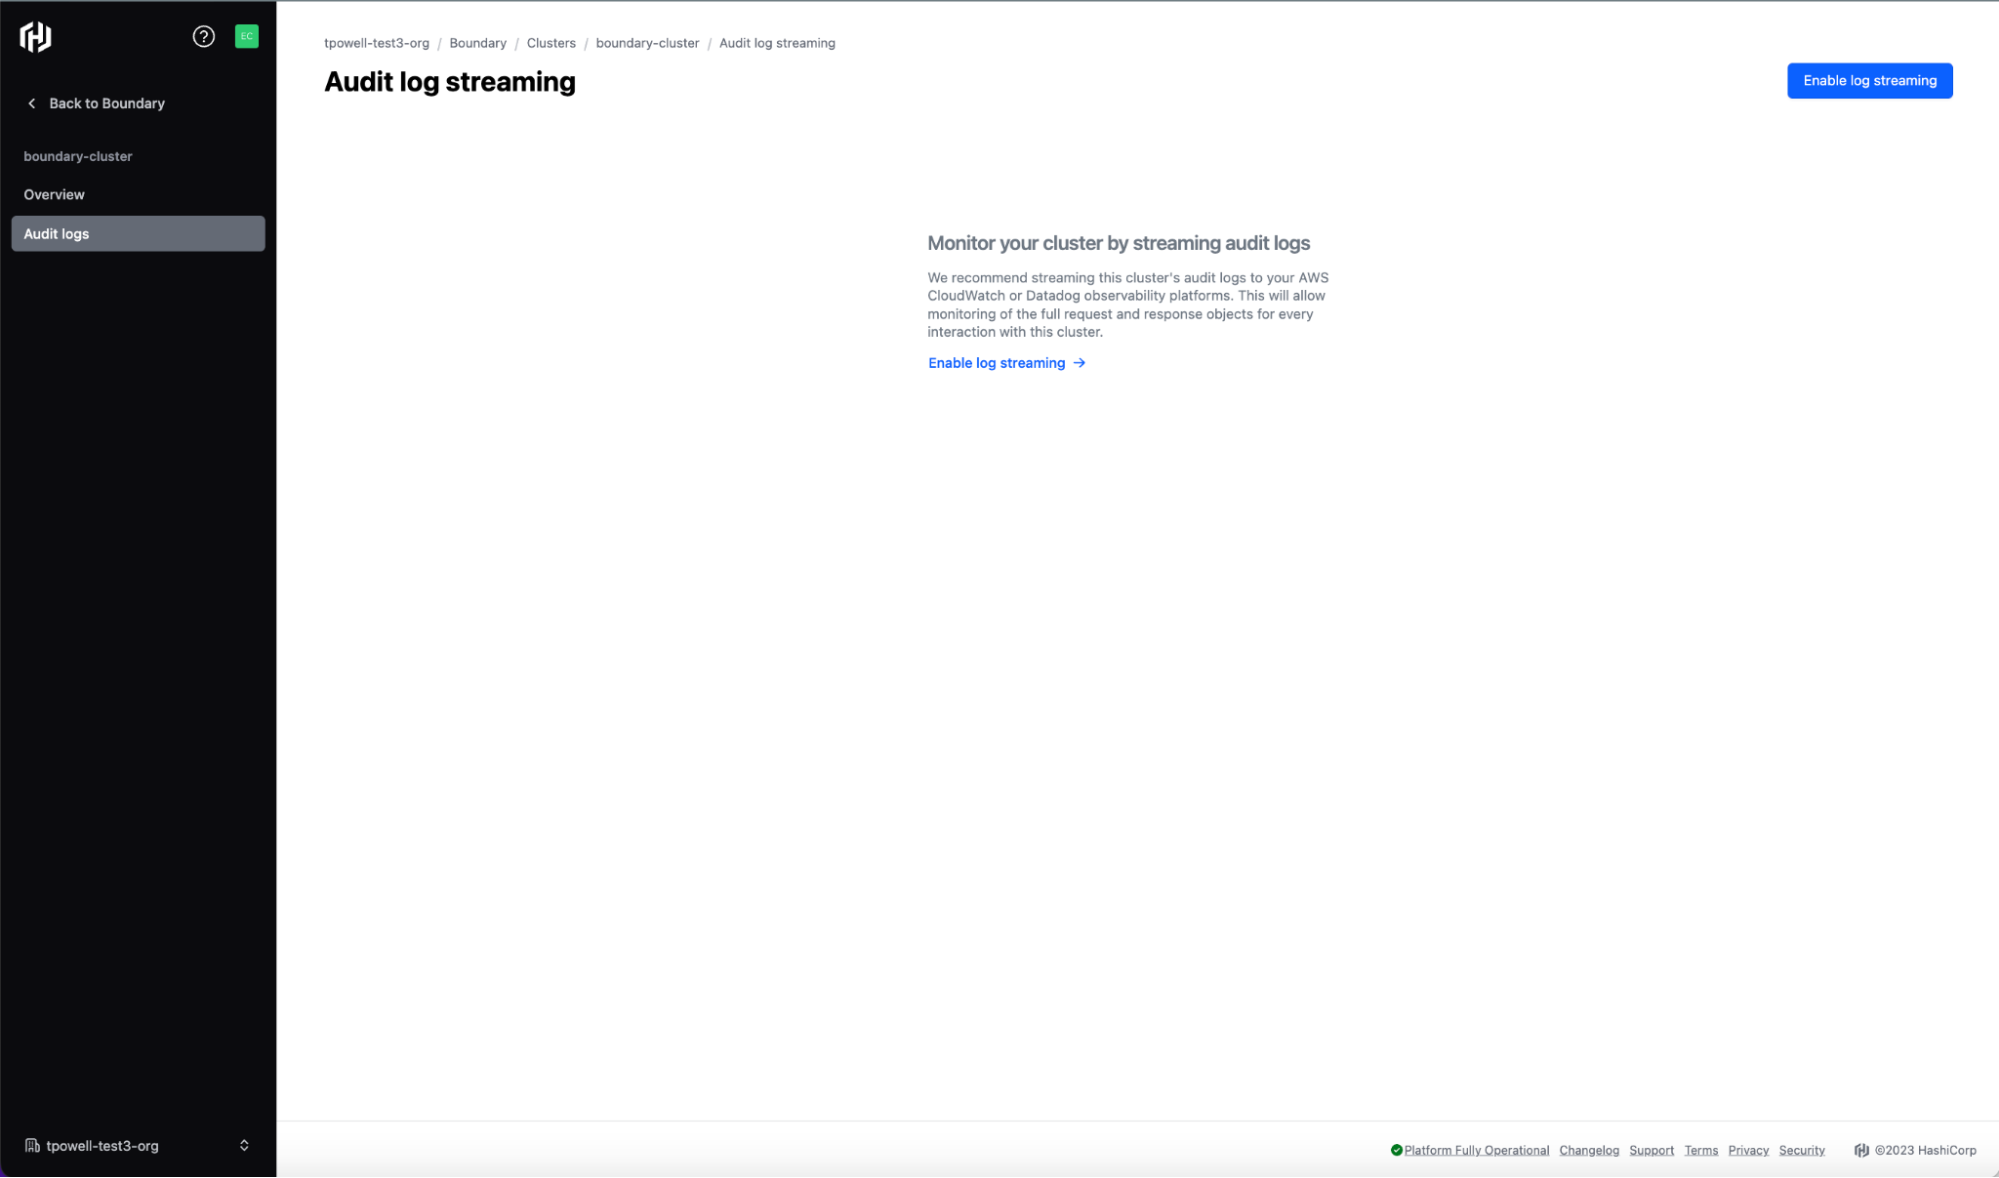 EC
Back to Boundary
boundary-cluster
Overview
Audit logs
tpowell-test3-org
tpowell-test3-org / Boundary / Clusters / boundary-cluster / Audit log streaming
Audit log streaming
Enable log streaming
Monitor your cluster by streaming audit logs
We recommend streaming this cluster's audit logs to your AWS
CloudWatch or Datadog observability platforms. This will allow
monitoring of the full request and response objects for every
interaction with this cluster.
Enable log streaming →
Platform Fully Operational Changelog Support Terms Privacy Security ©2023 HashiCorp